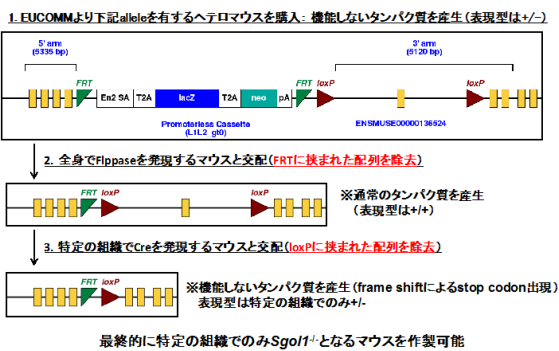 1. EUCOMMより下記alleleを有するヘテロマウスを購入: 機能しないタンパク質を産生(表現型は+/−)
5' arm
(5335 bp)
3' arm
(5120 bp)
FRT
FRT
loxP
loxP
En2 SA
T2A
lacZ
T2A
neo
pA
Promoterless Cassette
(L1L2_gt0)
ENSMUSE00000136524
2. 全身でFlppaseを発現するマウスと交配(FRTに挟まれた配列を除去)
FRT
loxP
loxP
※通常のタンパク質を産生
(表現型は+/+)
3. 特定の組織でCreを発現するマウスと交配(loxPに挟まれた配列を除去)
FRT
loxP
※機能しないタンパク質を産生(frame shiftによるstop codon出現)
表現型は特定の組織でのみ+/-
最終的に特定の組織でのみSgol1-/-となるマウスを作製可能